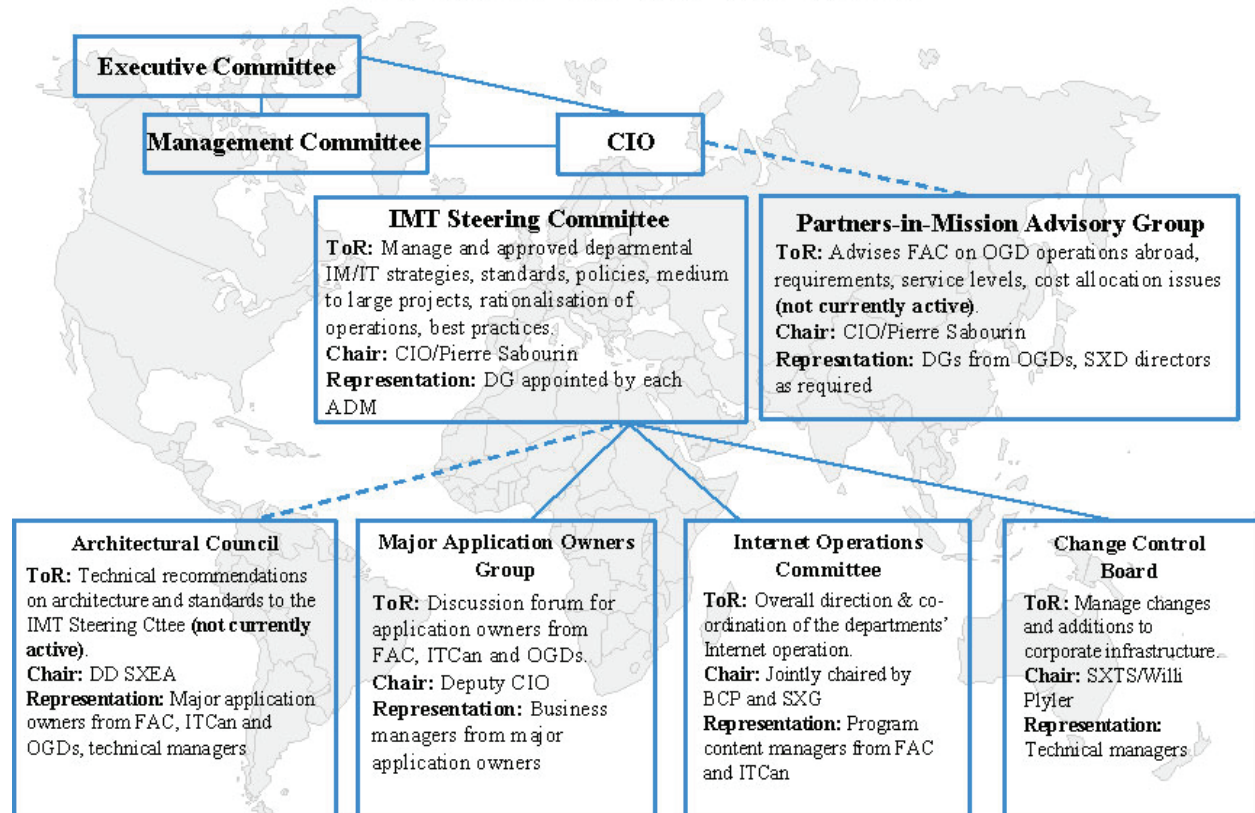 Executive Committee
Management Committee
CIO
IMT Steering Committee
ToR: Manage and approved deparmental
IM/IT strategies, standards, policies, medium
to large projects, rationalisation of
operations, best practices.
Chair: CIO/Pierre Sabourin
Representation: DG appointed by each
ADM
Partners-in-Mission Advisory Group
ToR: Advises FAC on OGD operations abroad,
requirements, service levels, cost allocation issues
(not currently active).
Chair: CIO/Pierre Sabourin
Represntation: DGs from OGDs, SXD directors
as required
Architectural Council
ToR: Technical recommendations
on architecture and standards to the
IMT Steering Cttee (not currently
active).
Chair: DD SXEA
Representation: Major application
owners from FAC, ITCan and
OGDs, technical managers
Major Application Owners
Group
ToR: Discussion forum for
application owners from
FAC, ITCan and OGDs.
Chair: Deputy CIO
Representation: Business
managers from major
application owners
Internet Operations
Committee
ToR: Overall direction & co-
ordination of the departments’
Internet operation.
Chair: Jointly chaired by
BCP and SXG
Representation: Program
content managers from FAC
and ITCan
Change Control
Board
ToR: Manage changes
and additions to
corporate infrastructure.
Chair: SXTS/Willi
Plyler
Representation:
Technical managers